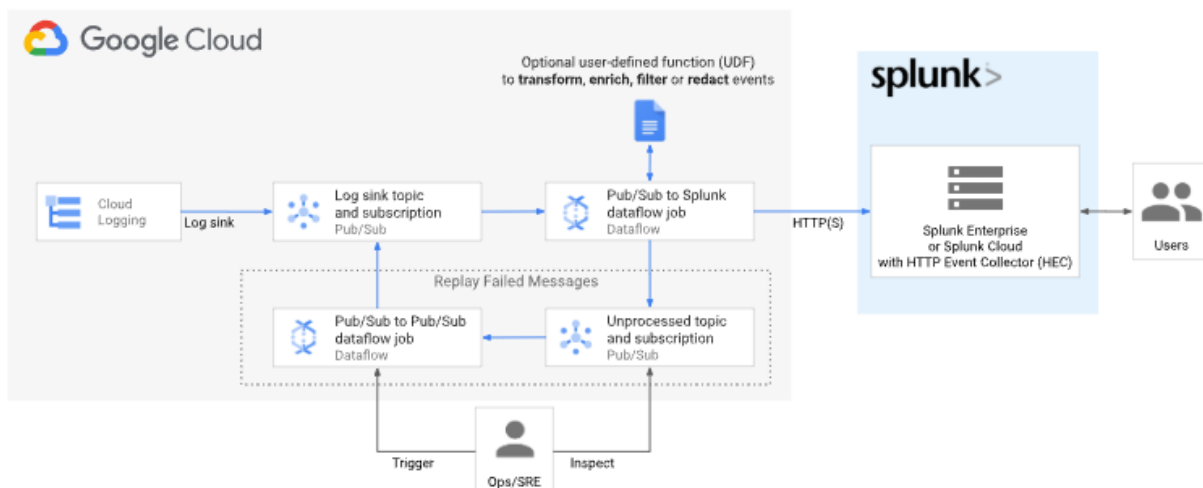 Google Cloud
Optional user-defined function (UDF)
to transform, enrich, filter or redact events
splunk>
Cloud
Logging
Log sink
Log sink topic
and subscription
Pub/Sub
Pub/Sub to Splunk
dataflow job
Dataflow
HTTP(S)
Splunk Enterprise
or Splunk Cloud
with HTTP Event Collector (HEC)
Users
Replay Failed Messages
Pub/Sub to Pub/Sub
dataflow job
Dataflow
Unprocessed topic
and subscription
Pub/Sub
Trigger
Inspect
Ops/SRE